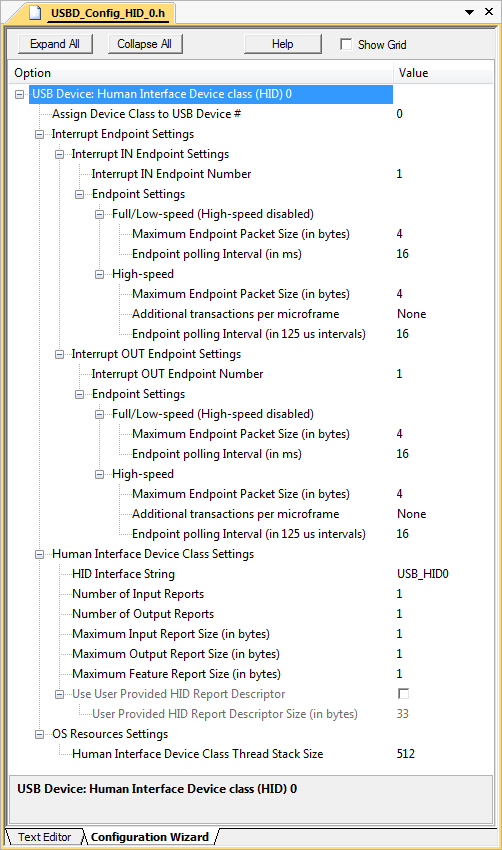 USBD_Config_HID_0.h
Expand All Collapse All Help Show Grid
Option Value
USB Device: Human Interface Device class (HID) 0
Assign Device Class to USB Device # 0
Interrupt Endpoint Settings
Interrupt IN Endpoint Settings
Interrupt IN Endpoint Number 1
Endpoint Settings
Full/Low-speed (High-speed disabled)
Maximum Endpoint Packet Size (in bytes) 4
Endpoint polling Interval (in ms) 16
High-speed
Maximum Endpoint Packet Size (in bytes) 4
Additional transactions per microframe None
Endpoint polling Interval (in 125 us intervals) 16
Interrupt OUT Endpoint Settings
Interrupt OUT Endpoint Number 1
Endpoint Settings
Full/Low-speed (High-speed disabled)
Maximum Endpoint Packet Size (in bytes) 4
Endpoint polling Interval (in ms) 16
High-speed
Maximum Endpoint Packet Size (in bytes) 4
Additional transactions per microframe None
Endpoint polling Interval (in 125 us intervals) 16
Human Interface Device Class Settings
HID Interface String USB_HID0
Number of Input Reports 1
Number of Output Reports 1
Maximum Input Report Size (in bytes) 1
Maximum Output Report Size (in bytes) 1
Maximum Feature Report Size (in bytes) 1
Use User Provided HID Report Descriptor
User Provided HID Report Descriptor Size (in bytes) 33
OS Resources Settings
Human Interface Device Class Thread Stack Size 512
USB Device: Human Interface Device class (HID) 0
Text Editor Configuration Wizard